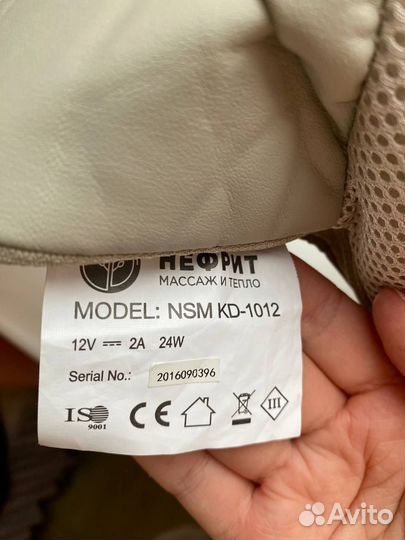 НЕФРИТ
МАССАЖ И ТЕПЛО
MODEL: NSM KD-1012
12V ⎓ 2A 24W
Serial No.: 2016090396
ISO 9001
CE
III
Avito